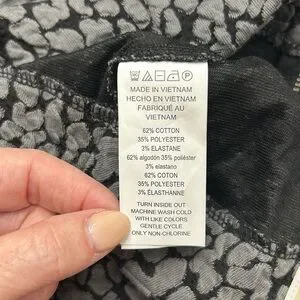 MADE IN VIETNAM
HECHO EN VIETNAM
FABRIQUÉ AU
VIETNAM
62% COTTON
35% POLYESTER
3% ELASTANE
62% algodón 35% poliéster
3% elastano
62% COTON
35% POLYESTER
3% ÉLASTHANNE
TURN INSIDE OUT
MACHINE WASH COLD
WITH LIKE COLORS
GENTLE CYCLE
ONLY NON-CHLORINE